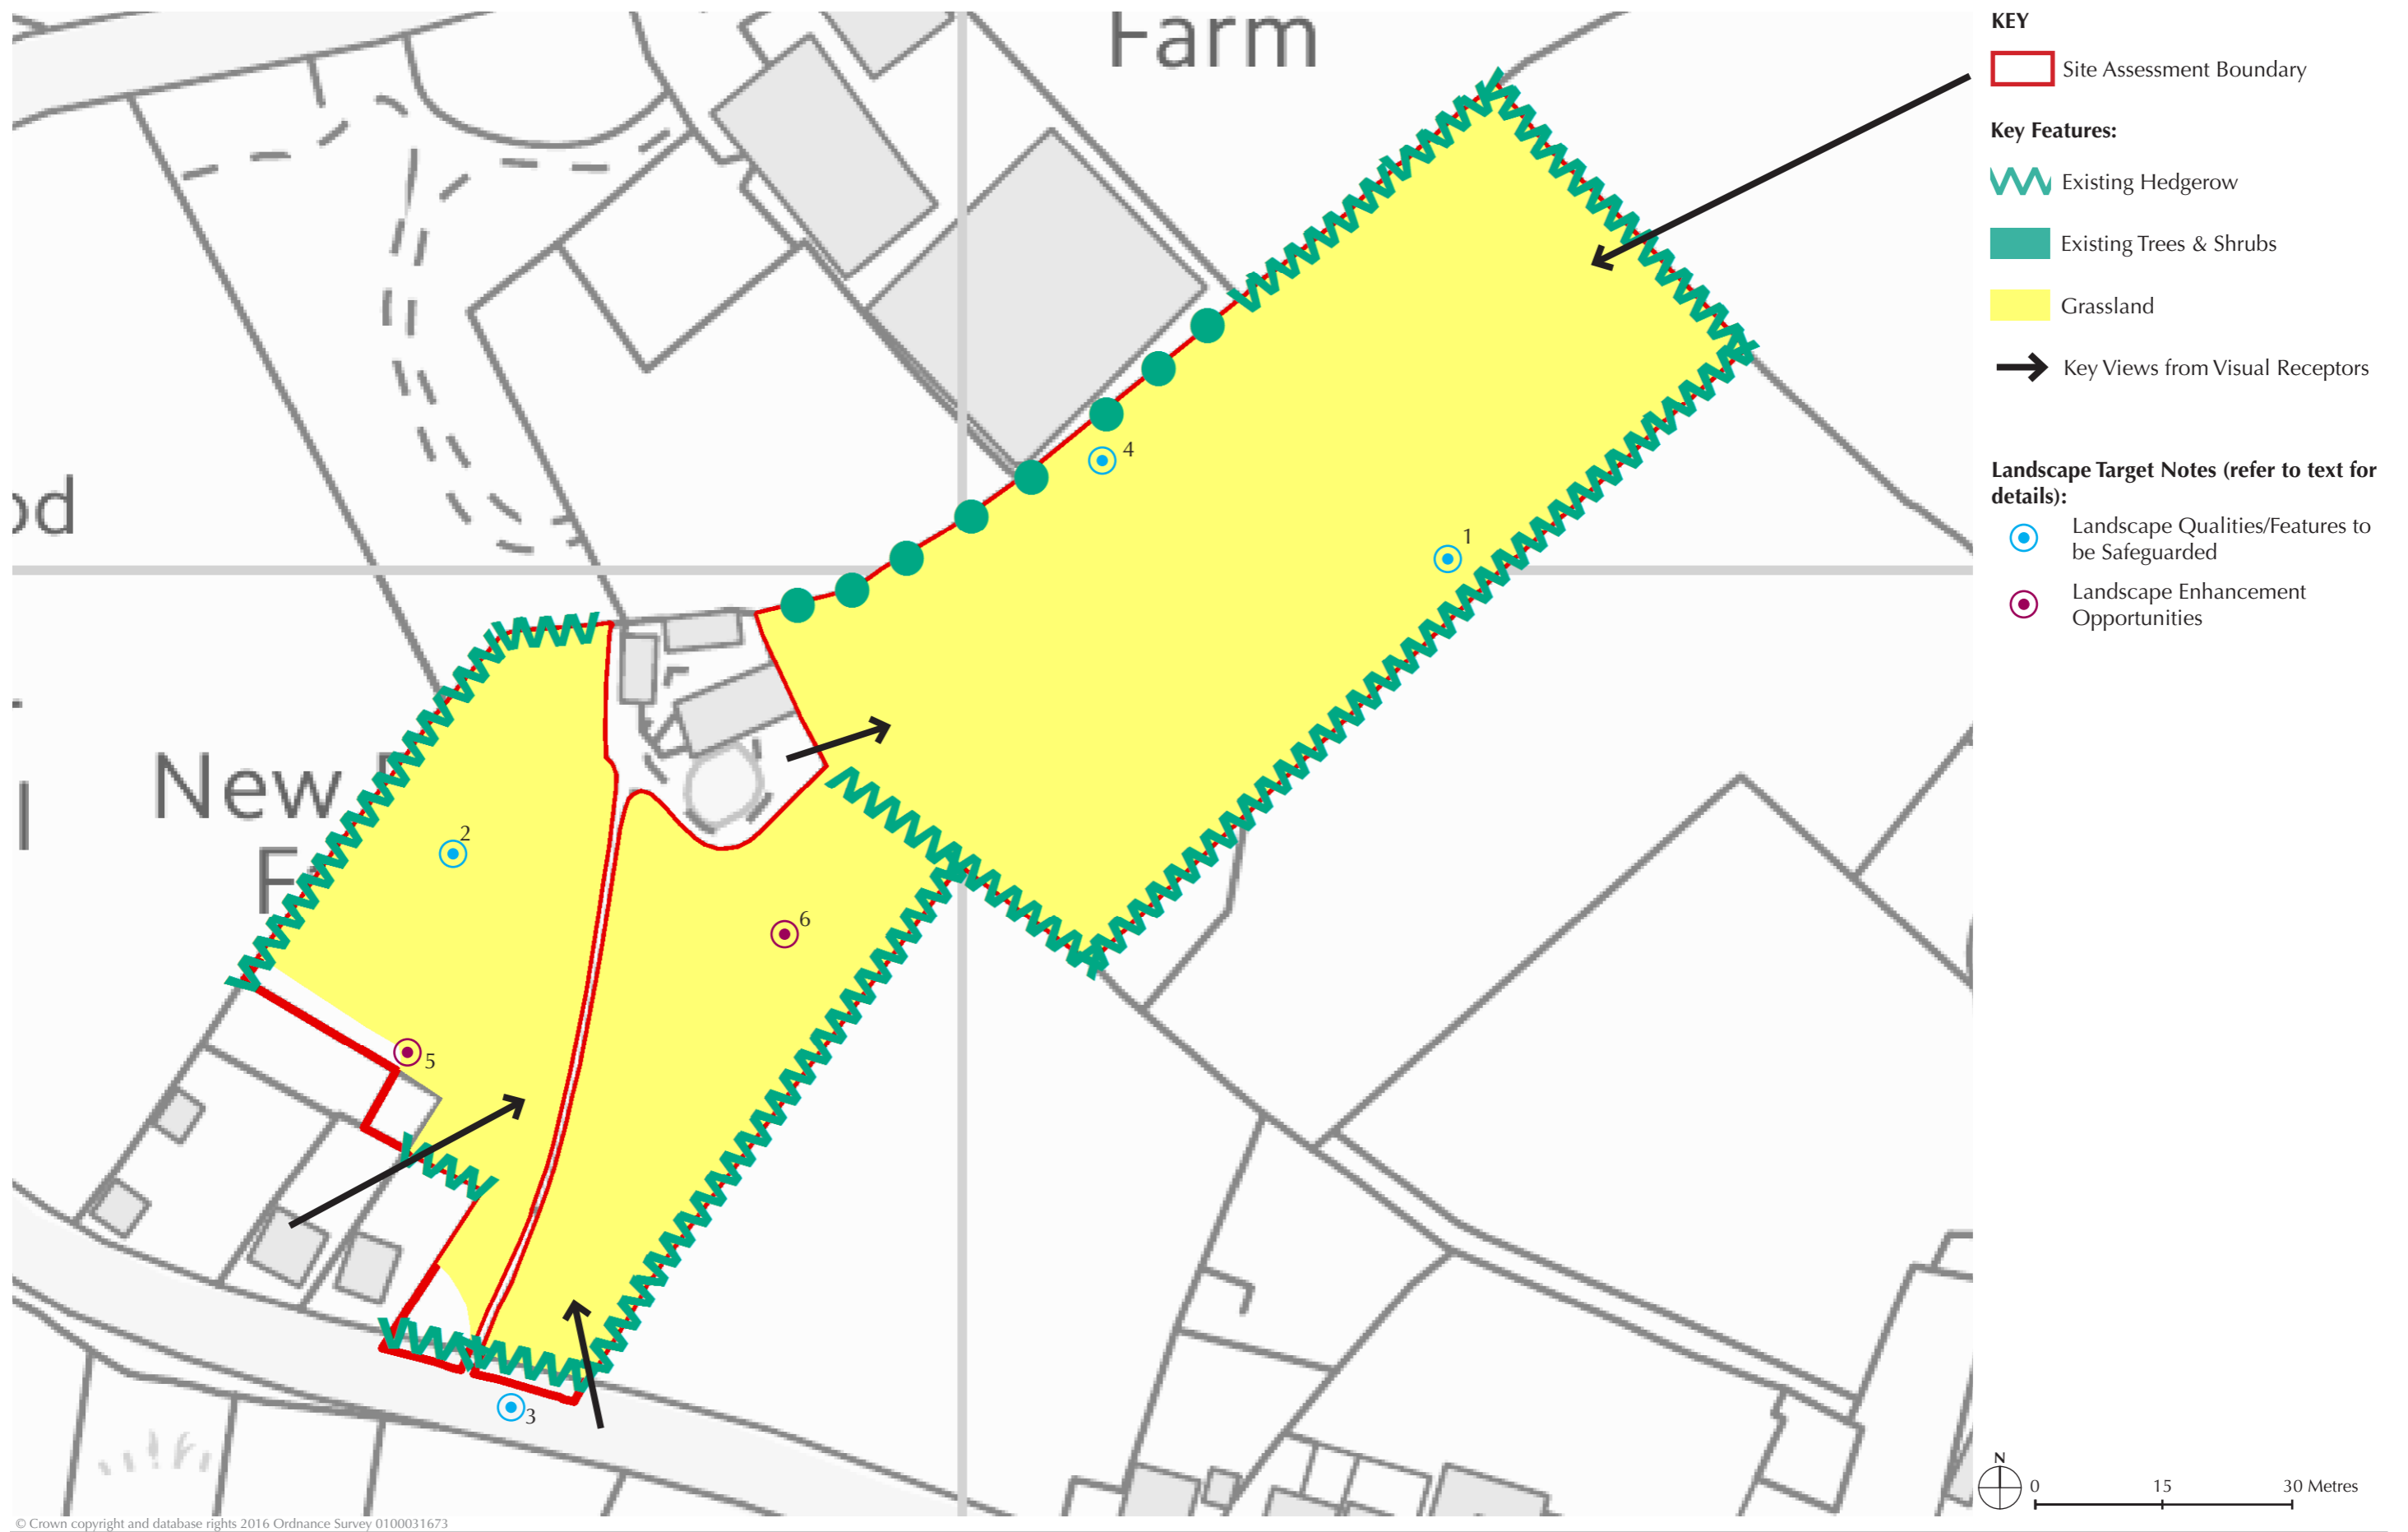 Farm
od
New
l
4
1
2
6
5
3
© Crown copyright and database rights 2016 Ordnance Survey 0100031673
KEY
Site Assessment Boundary
Key Features:
Existing Hedgerow
Existing Trees & Shrubs
Grassland
Key Views from Visual Receptors
Landscape Target Notes (refer to text for
details):
Landscape Qualities/Features to
be Safeguarded
Landscape Enhancement
Opportunities
N
0 15 30 Metres